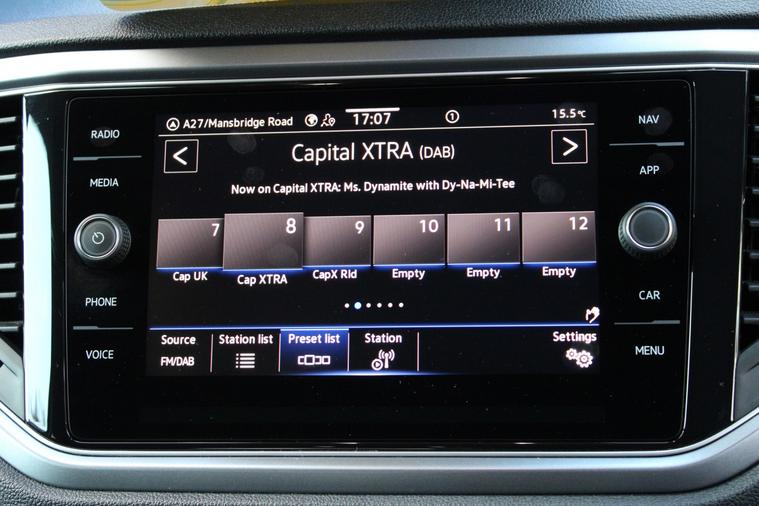 RADIO
MEDIA
PHONE
VOICE
A27/Mansbridge Road 17:07 1 15.5°C
< Capital XTRA (DAB) >
Now on Capital XTRA: Ms. Dynamite with Dy-Na-Mi-Tee
7 8 9 10 11 12
Cap UK Cap XTRA CapX Rld Empty Empty Empty
Source Station list Preset list Station Settings
FM/DAB
NAV
APP
CAR
MENU